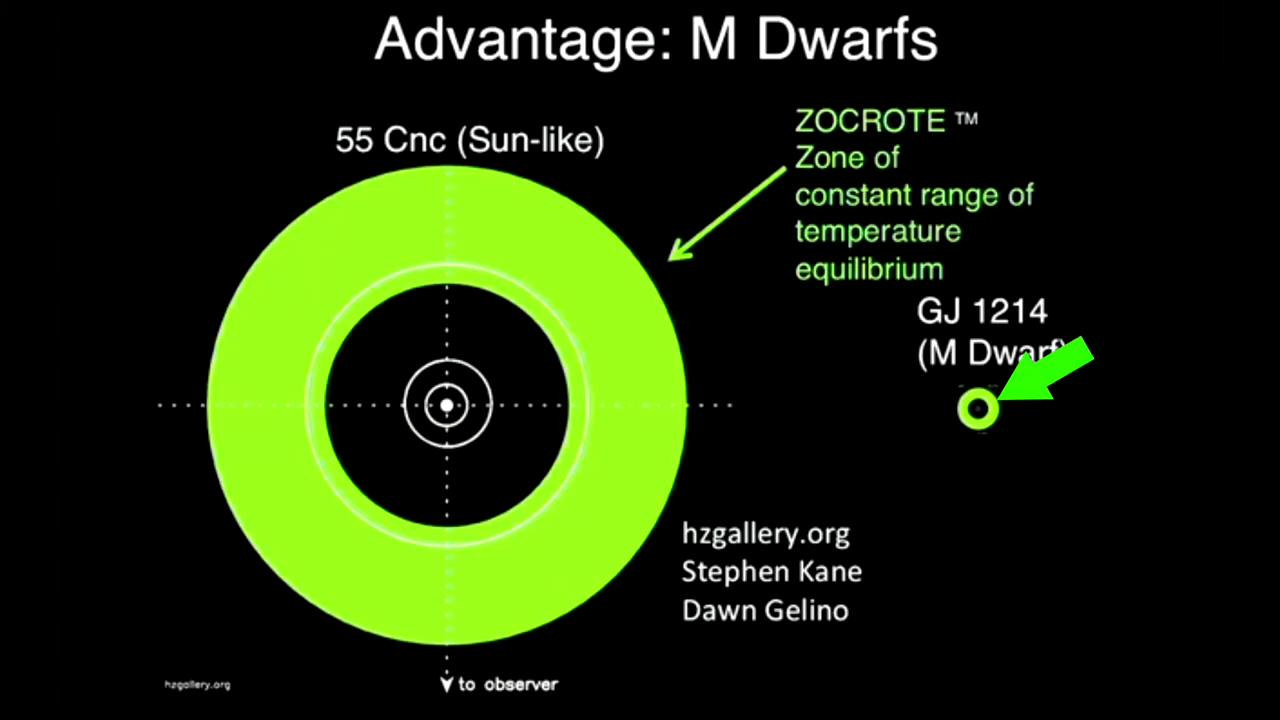 Advantage: M Dwarfs
55 Cnc (Sun-like)
ZOCROTE ™
Zone of
constant range of
temperature
equilibrium
GJ 1214
(M Dwarf)
hzgallery.org
Stephen Kane
Dawn Gelino
hzgallery.org
to observer